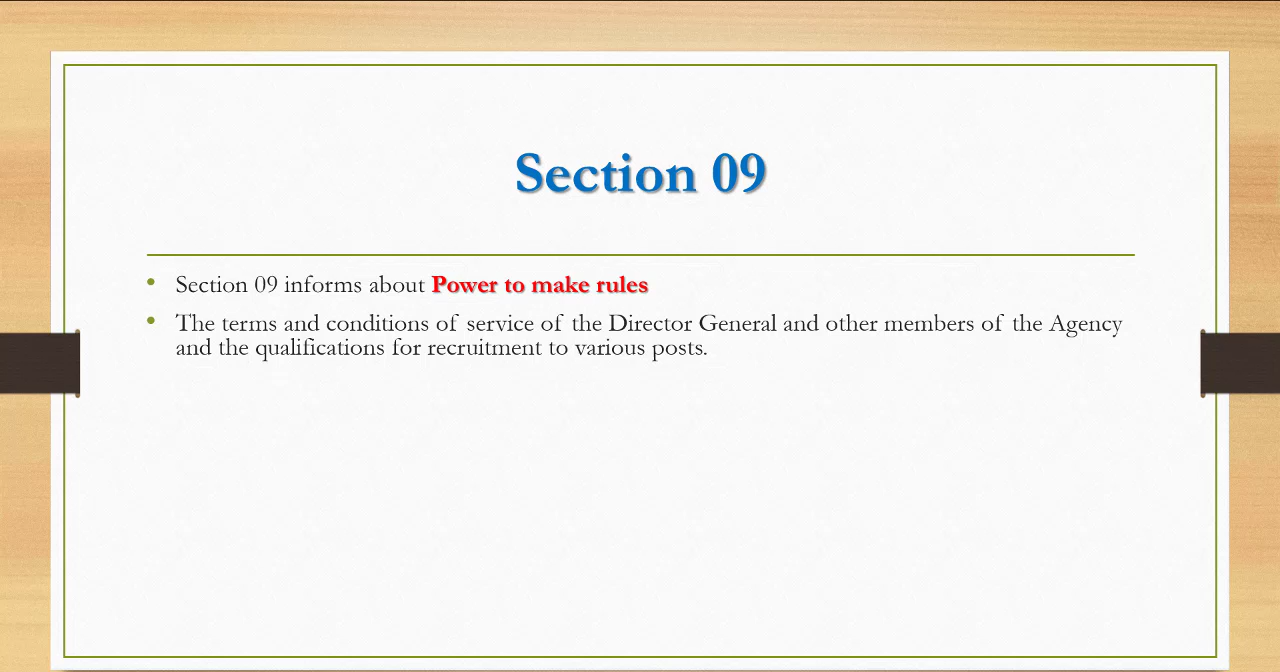 Section 09
• Section 09 informs about Power to make rules
• The terms and conditions of service of the Director General and other members of the Agency
and the qualifications for recruitment to various posts.